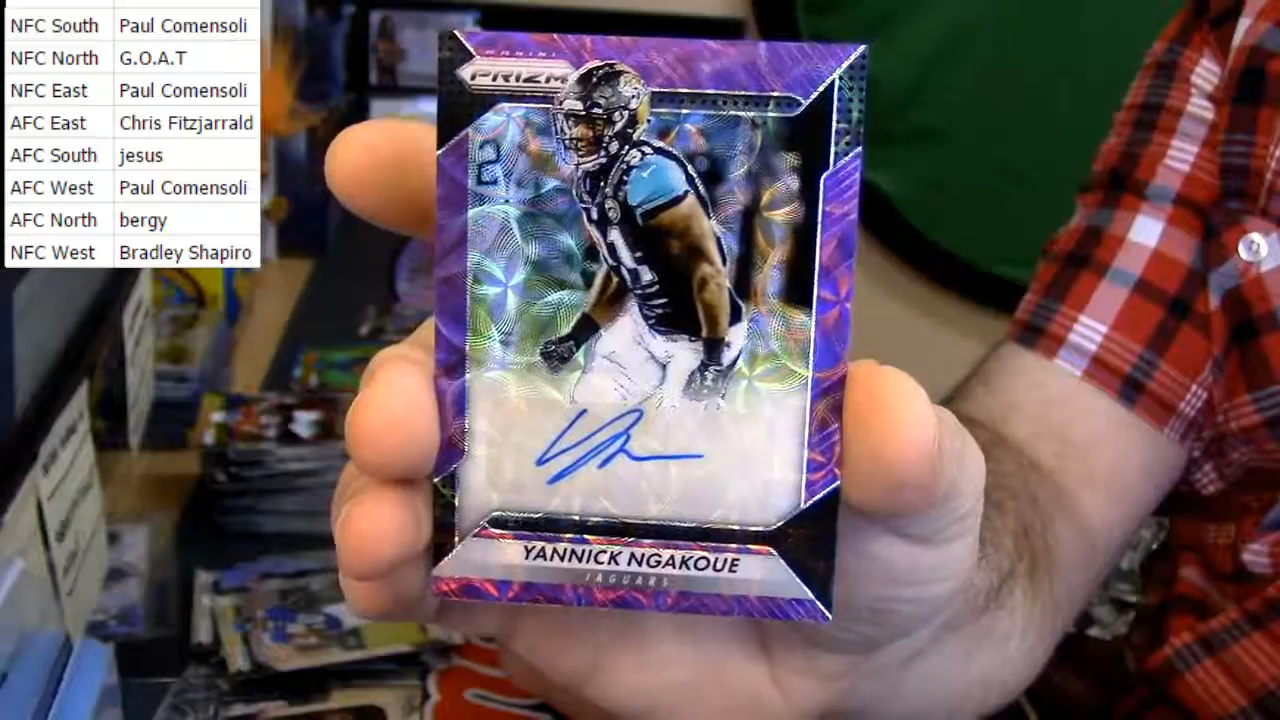 NFC South Paul Comensoli
NFC North G.O.A.T
NFC East Paul Comensoli
AFC East Chris Fitzjarrald
AFC South jesus
AFC West Paul Comensoli
AFC North bergy
NFC West Bradley Shapiro
PANINI
PRIZM
91
YANNICK NGAKOUE
JAGUARS